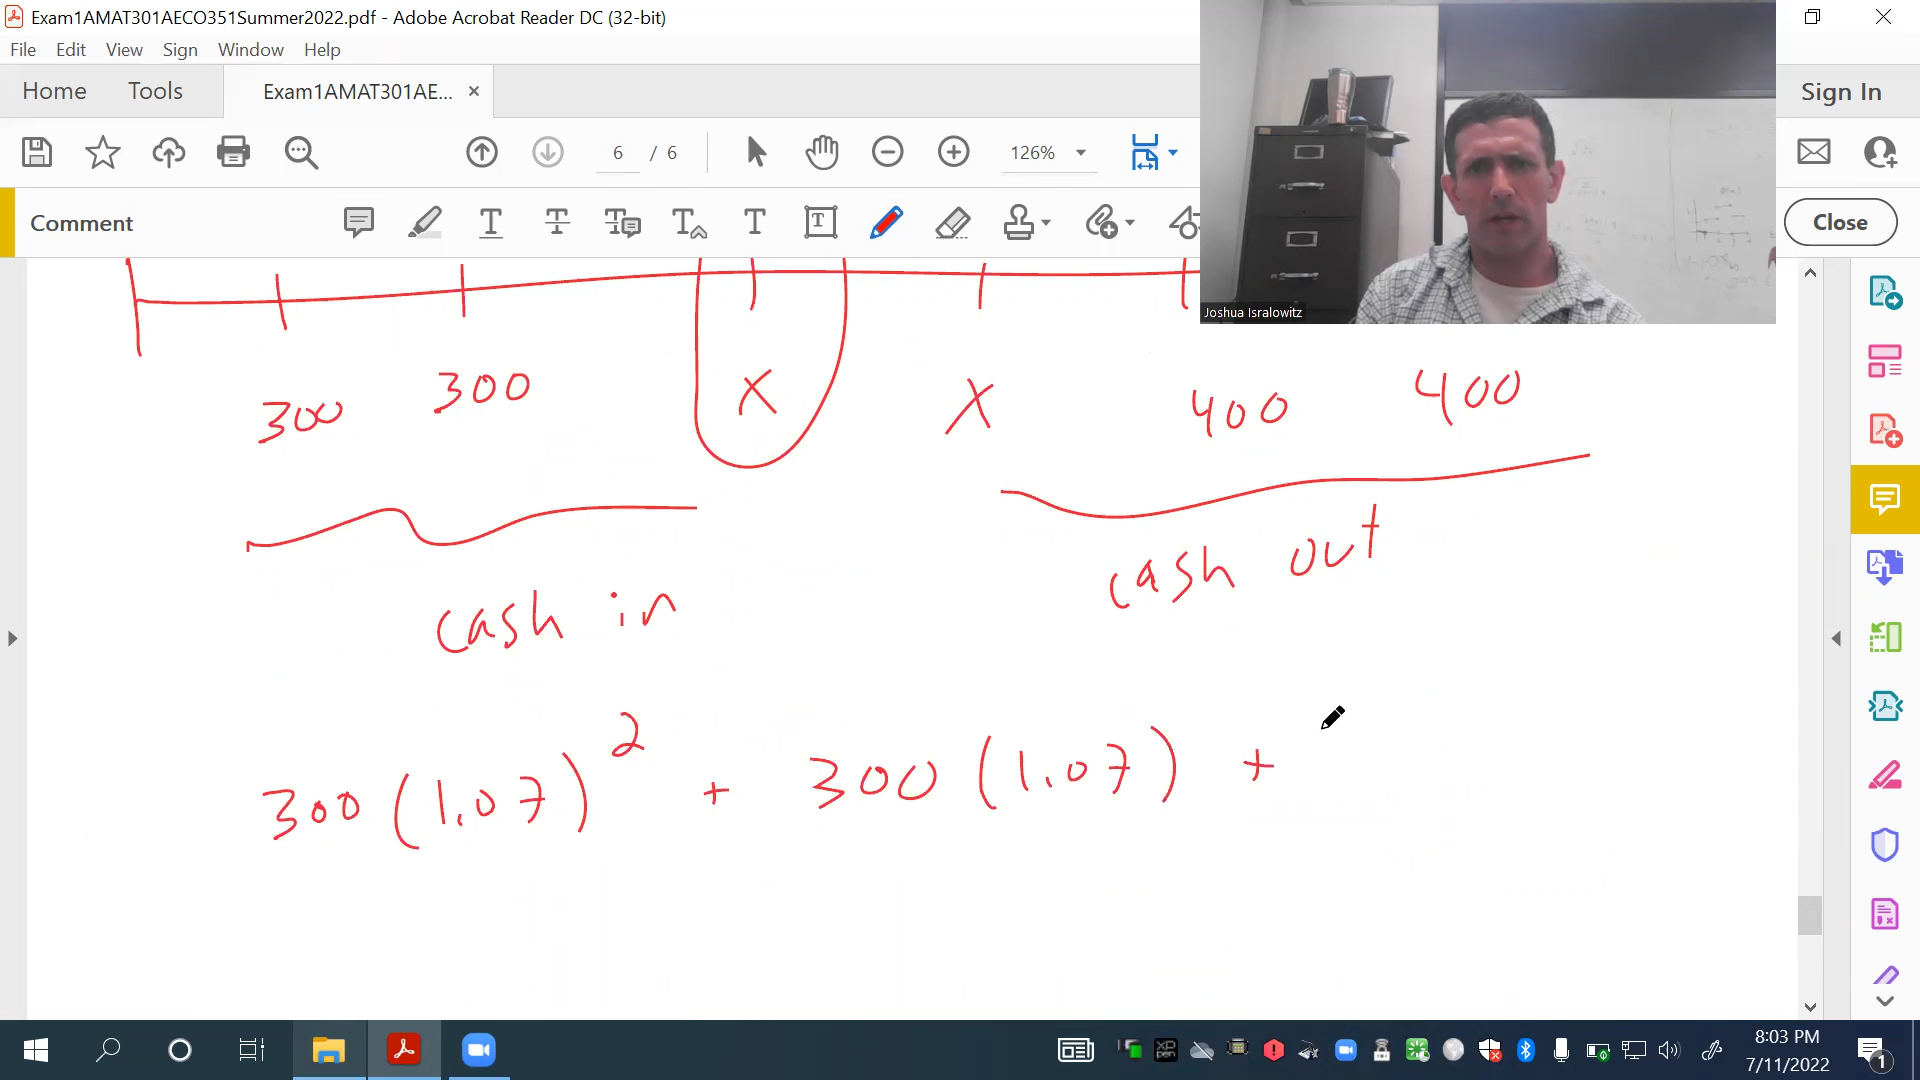 Exam1AMAT301AECO351Summer2022.pdf - Adobe Acrobat Reader DC (32-bit)
File Edit View Sign Window Help
Home Tools Exam1AMAT301AE... × Sign In
6 / 6 126%
Comment Close
Joshua Isralowitz
300 300 X X 400 400
cash in cash out
300 (1.07)^2 + 300 (1.07) +
8:03 PM
7/11/2022
1